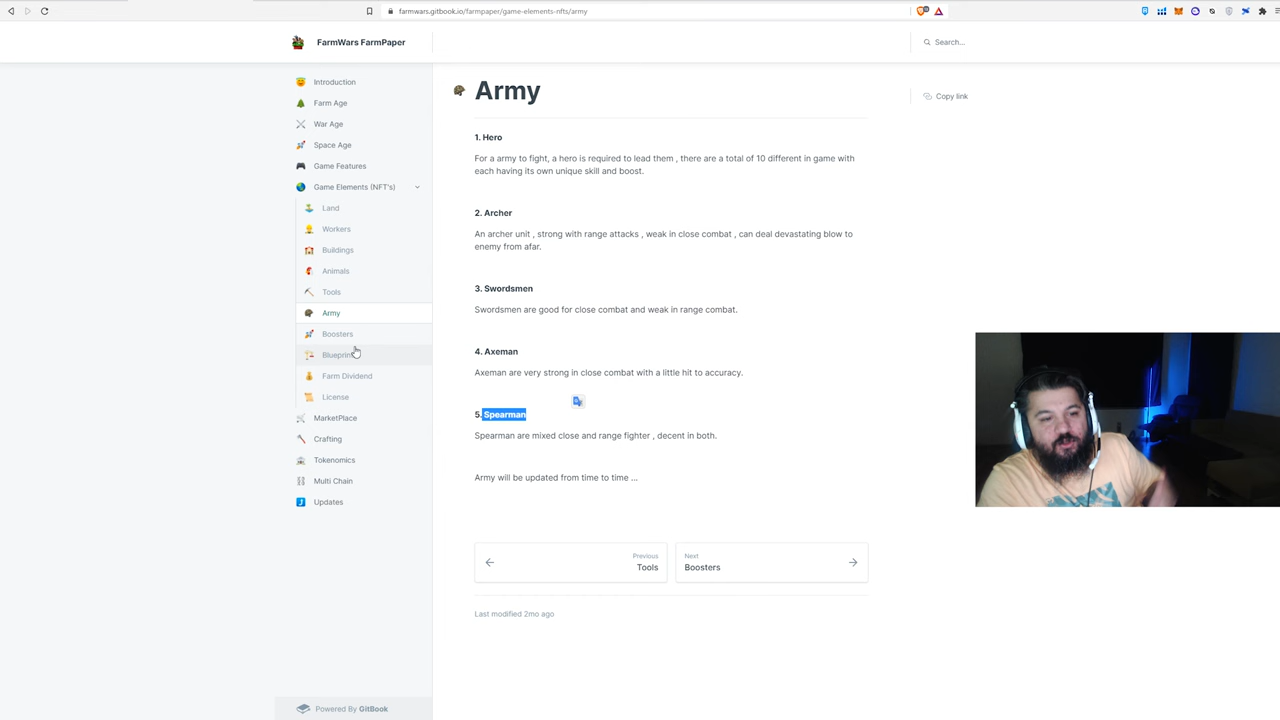 farmwars.gitbook.io/farmpaper/game-elements-nfts/army
FarmWars FarmPaper
Search...
Introduction
Farm Age
War Age
Space Age
Game Features
Game Elements (NFT's)
Land
Workers
Buildings
Animals
Tools
Army
Boosters
Blueprint
Farm Dividend
License
MarketPlace
Crafting
Tokenomics
Multi Chain
Updates
Powered By GitBook
Army
Copy link
1. Hero
For a army to fight, a hero is required to lead them , there are a total of 10 different in game with
each having its own unique skill and boost.
2. Archer
An archer unit , strong with range attacks , weak in close combat , can deal devastating blow to
enemy from afar.
3. Swordsmen
Swordsmen are good for close combat and weak in range combat.
4. Axeman
Axeman are very strong in close combat with a little hit to accuracy.
5. Spearman
Spearman are mixed close and range fighter , decent in both.
Army will be updated from time to time ...
Previous
Tools
Next
Boosters
Last modified 2mo ago